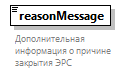 reasonMessage
Дополнительная
информация о причине
закрытия ЭРС